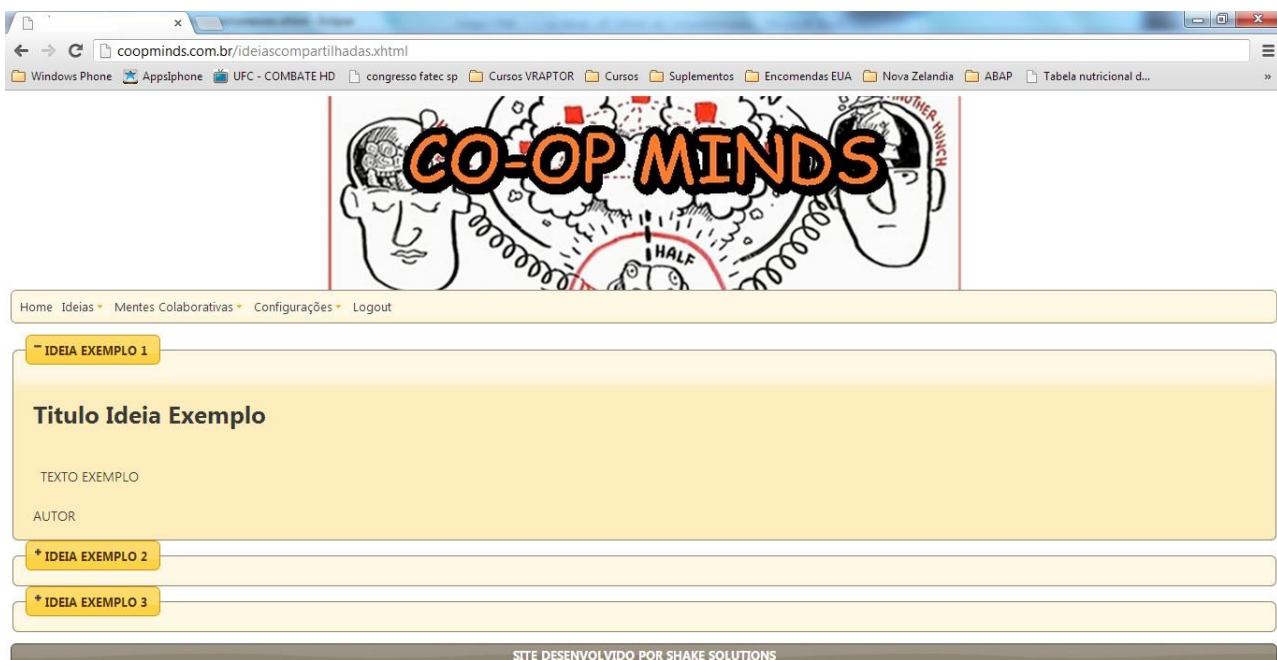 coopminds.com.br/ideiascompartilhadas.xhtml
Windows Phone AppsIphone UFC - COMBATE HD congresso fatec sp Cursos VRAPTOR Cursos Suplementos Encomendas EUA Nova Zelandia ABAP Tabela nutricional d... »
ANOTHER HUNCH
CO-OP MINDS
HALF
Home Ideias Mentes Colaborativas Configurações Logout
IDEIA EXEMPLO 1
Titulo Ideia Exemplo
TEXTO EXEMPLO
AUTOR
IDEIA EXEMPLO 2
IDEIA EXEMPLO 3
SITE DESENVOLVIDO POR SHAKE SOLUTIONS